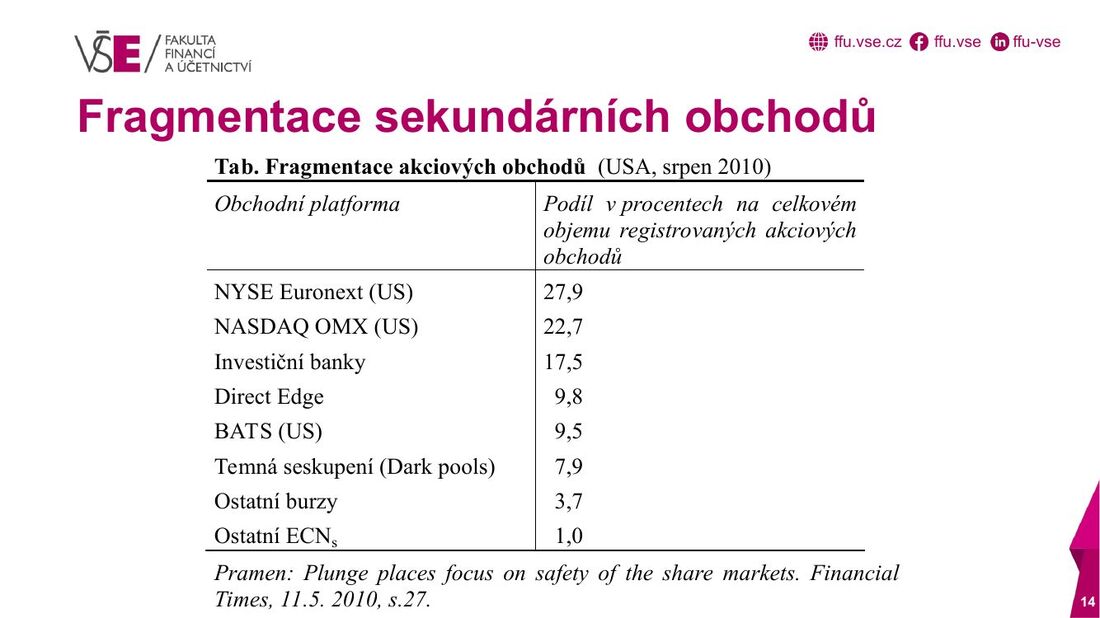 VŠE / FAKULTA
FINANCÍ
A ÚČETNICTVÍ
ffu.vse.cz ffu.vse ffu-vse
Fragmentace sekundárních obchodů
Tab. Fragmentace akciových obchodů (USA, srpen 2010)
Obchodní platforma
Podíl v procentech na celkovém
objemu registrovaných akciových
obchodů
NYSE Euronext (US) 27,9
NASDAQ OMX (US) 22,7
Investiční banky 17,5
Direct Edge 9,8
BATS (US) 9,5
Temná seskupení (Dark pools) 7,9
Ostatní burzy 3,7
Ostatní ECNs 1,0
Pramen: Plunge places focus on safety of the share markets. Financial
Times, 11.5. 2010, s.27.
14